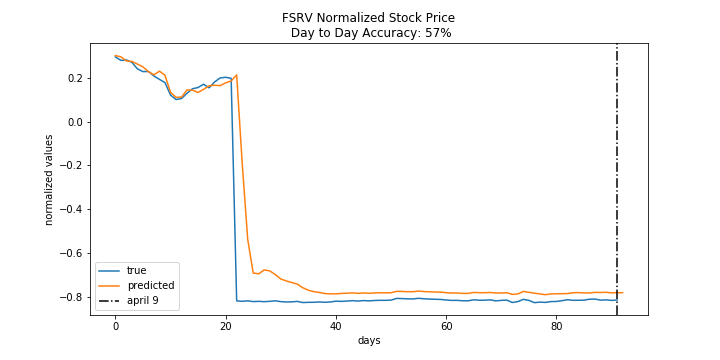 FSRV Normalized Stock Price
Day to Day Accuracy: 57%
normalized values
0.2
0.0
−0.2
−0.4
−0.6
−0.8
true
predicted
april 9
0 20 40 60 80
days